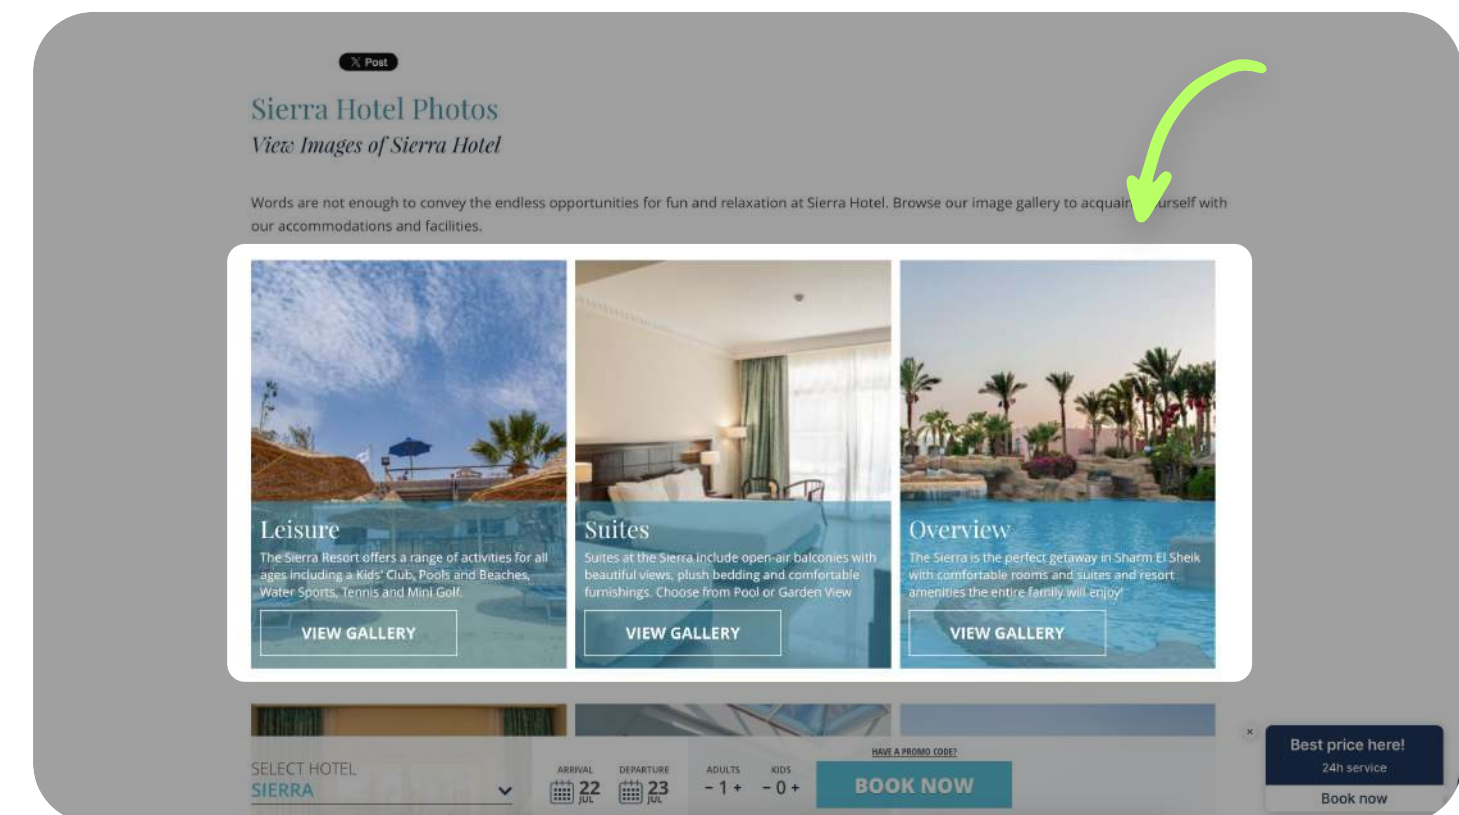 Post
Sierra Hotel Photos
View Images of Sierra Hotel
Words are not enough to convey the endless opportunities for fun and relaxation at Sierra Hotel. Browse our image gallery to with
our accommodations and facilities.
Leisure
The Sierra Resort offers a range of activities for all
ages including a Kids' Club, Pools and Beaches,
Water Sports, Tennis and Mini Golf.
VIEW GALLERY
Suites
Suites at the Sierra include open-air balconies with
beautiful views, plush bedding and comfortable
furnishings. Choose from Pool or Garden View
VIEW GALLERY
Overview
The Sierra is the perfect getaway in Sharm El Sheik
with comfortable rooms and suites and resort
amenities the entire family will enjoy!
VIEW GALLERY
SELECT HOTEL
SIERRA
ARRIVAL
22
JUL
DEPARTURE
23
JUL
ADULTS
- 1 +
KIDS
- 0 +
HAVE A PROMO CODE?
BOOK NOW
×
Best price here!
24h service
Book now